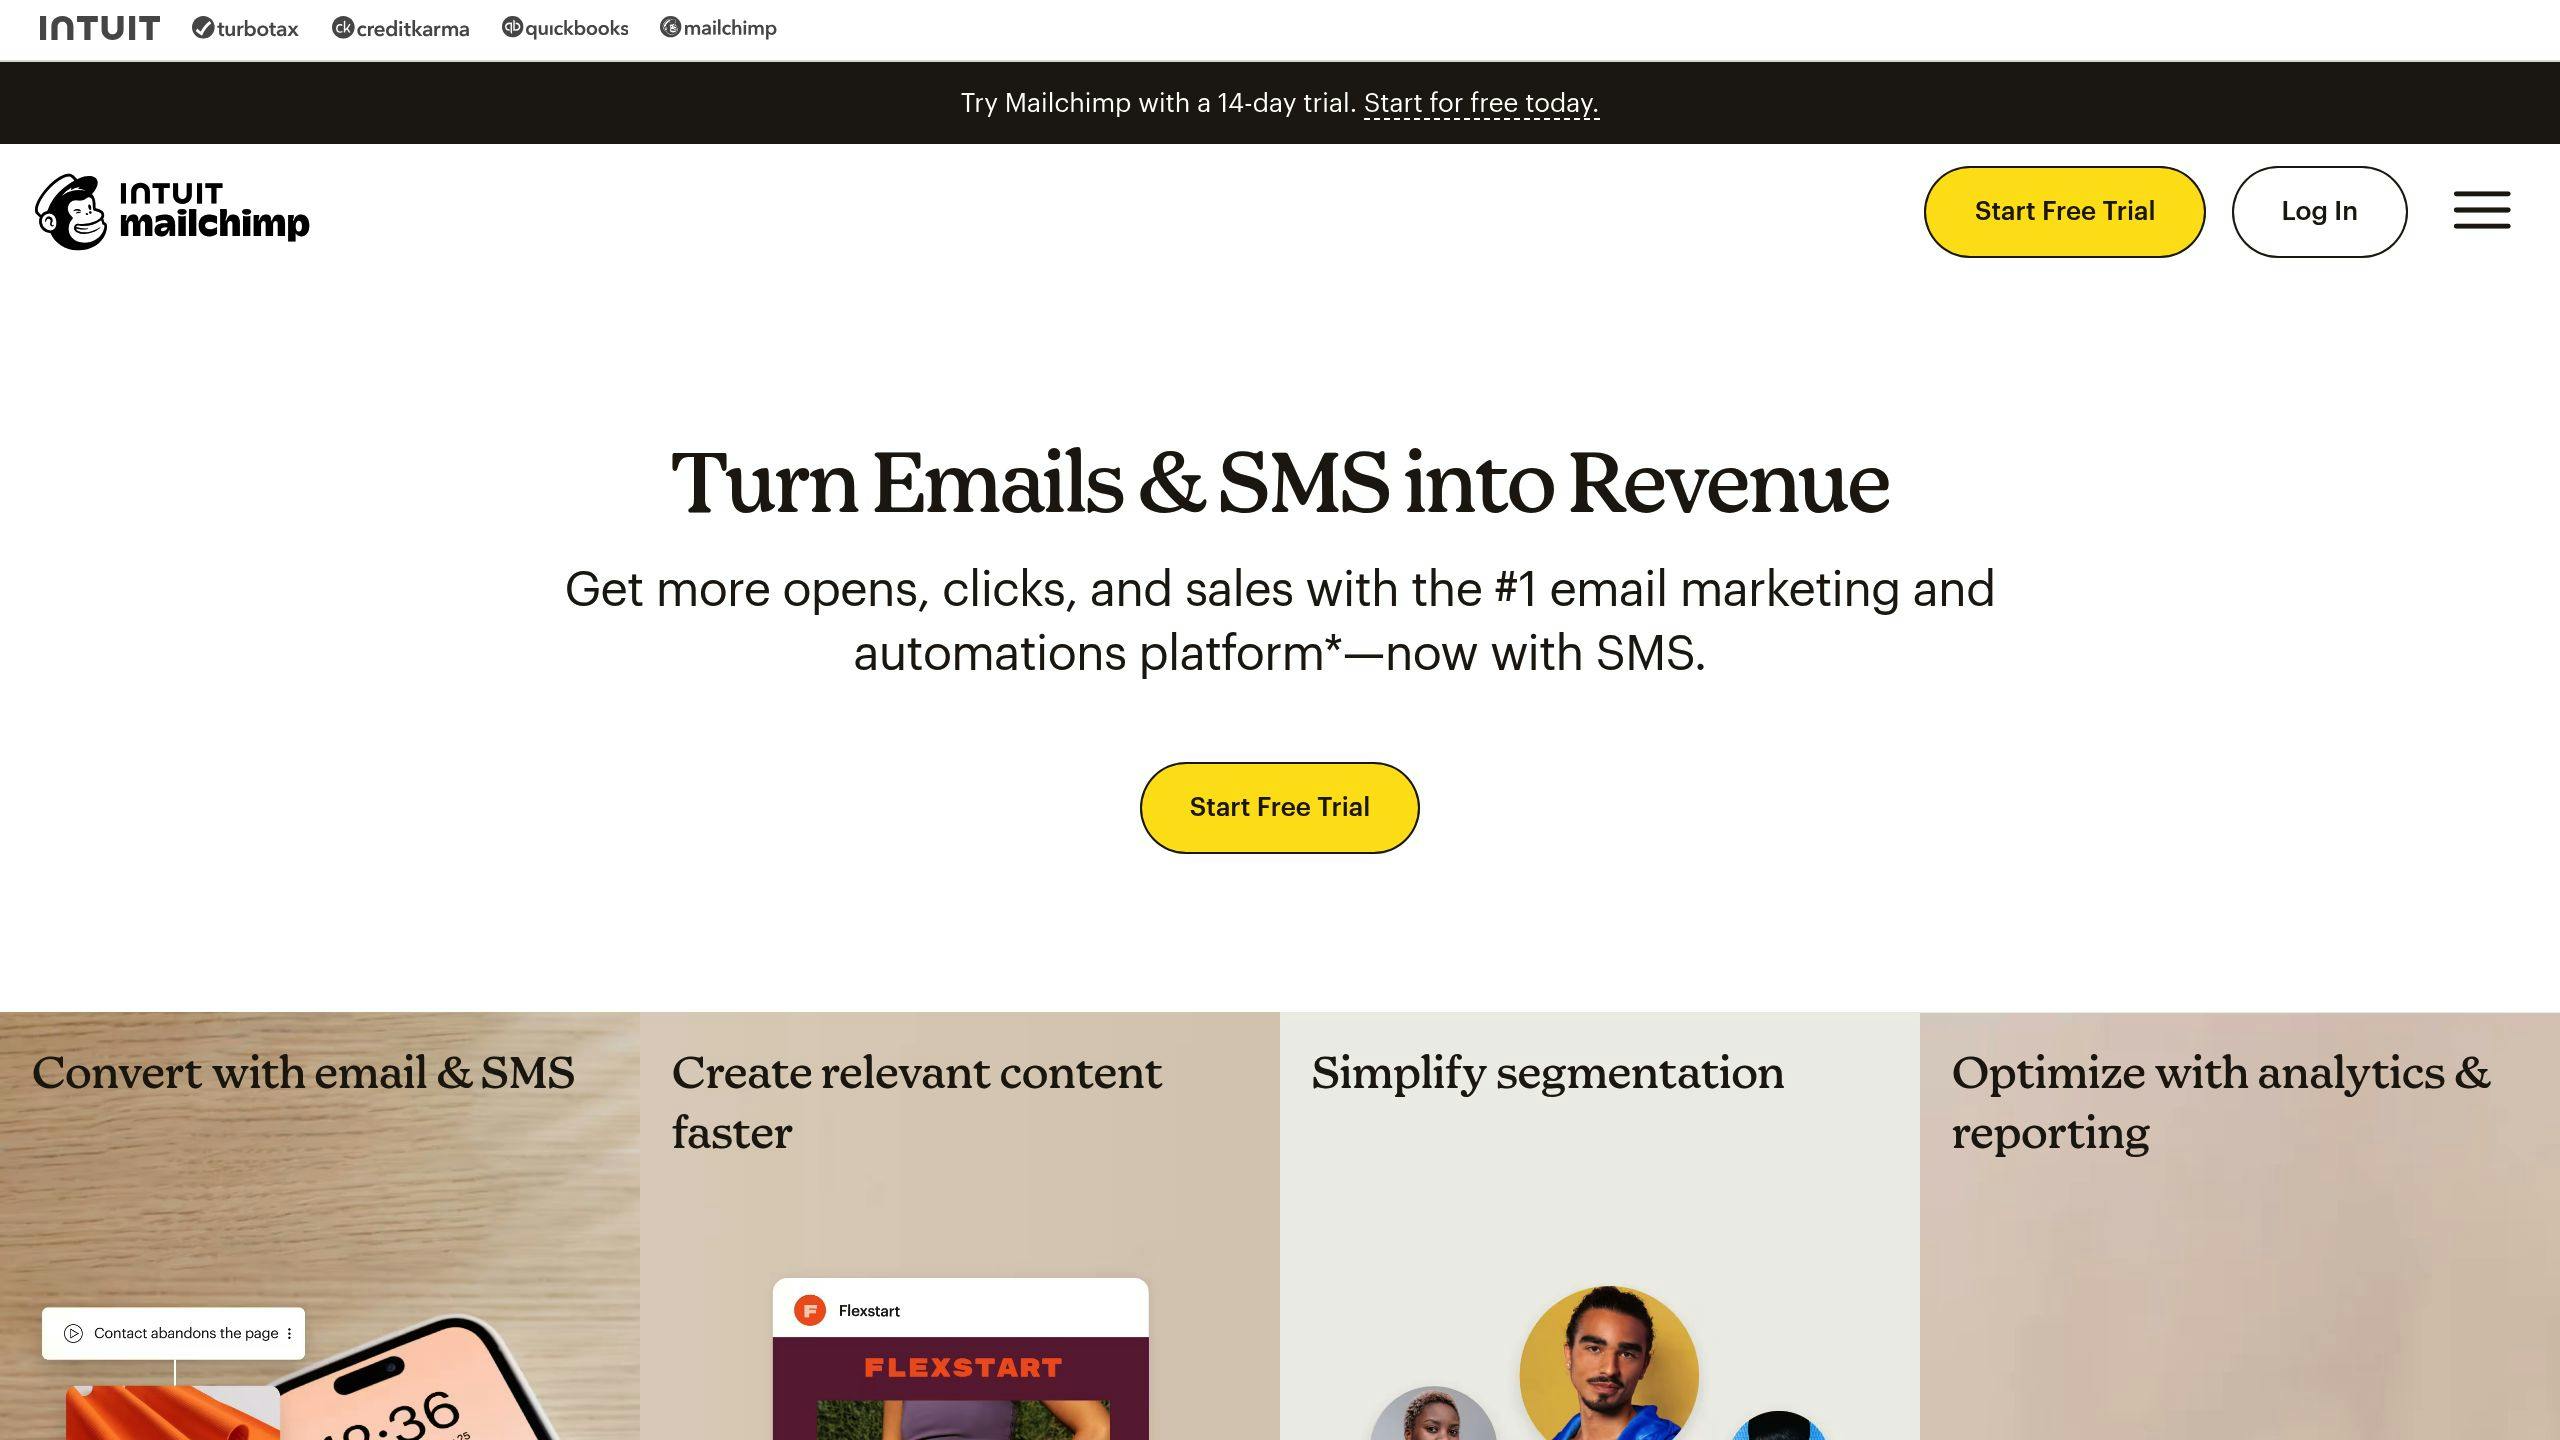 INTUIT turbotax creditkarma quickbooks mailchimp
Try Mailchimp with a 14-day trial. Start for free today.
INTUIT
mailchimp
Start Free Trial
Log In
Turn Emails & SMS into Revenue
Get more opens, clicks, and sales with the #1 email marketing and
automations platform*—now with SMS.
Start Free Trial
Convert with email & SMS
Contact abandons the page
Create relevant content
faster
Flexstart
FLEXSTART
Simplify segmentation
Optimize with analytics &
reporting